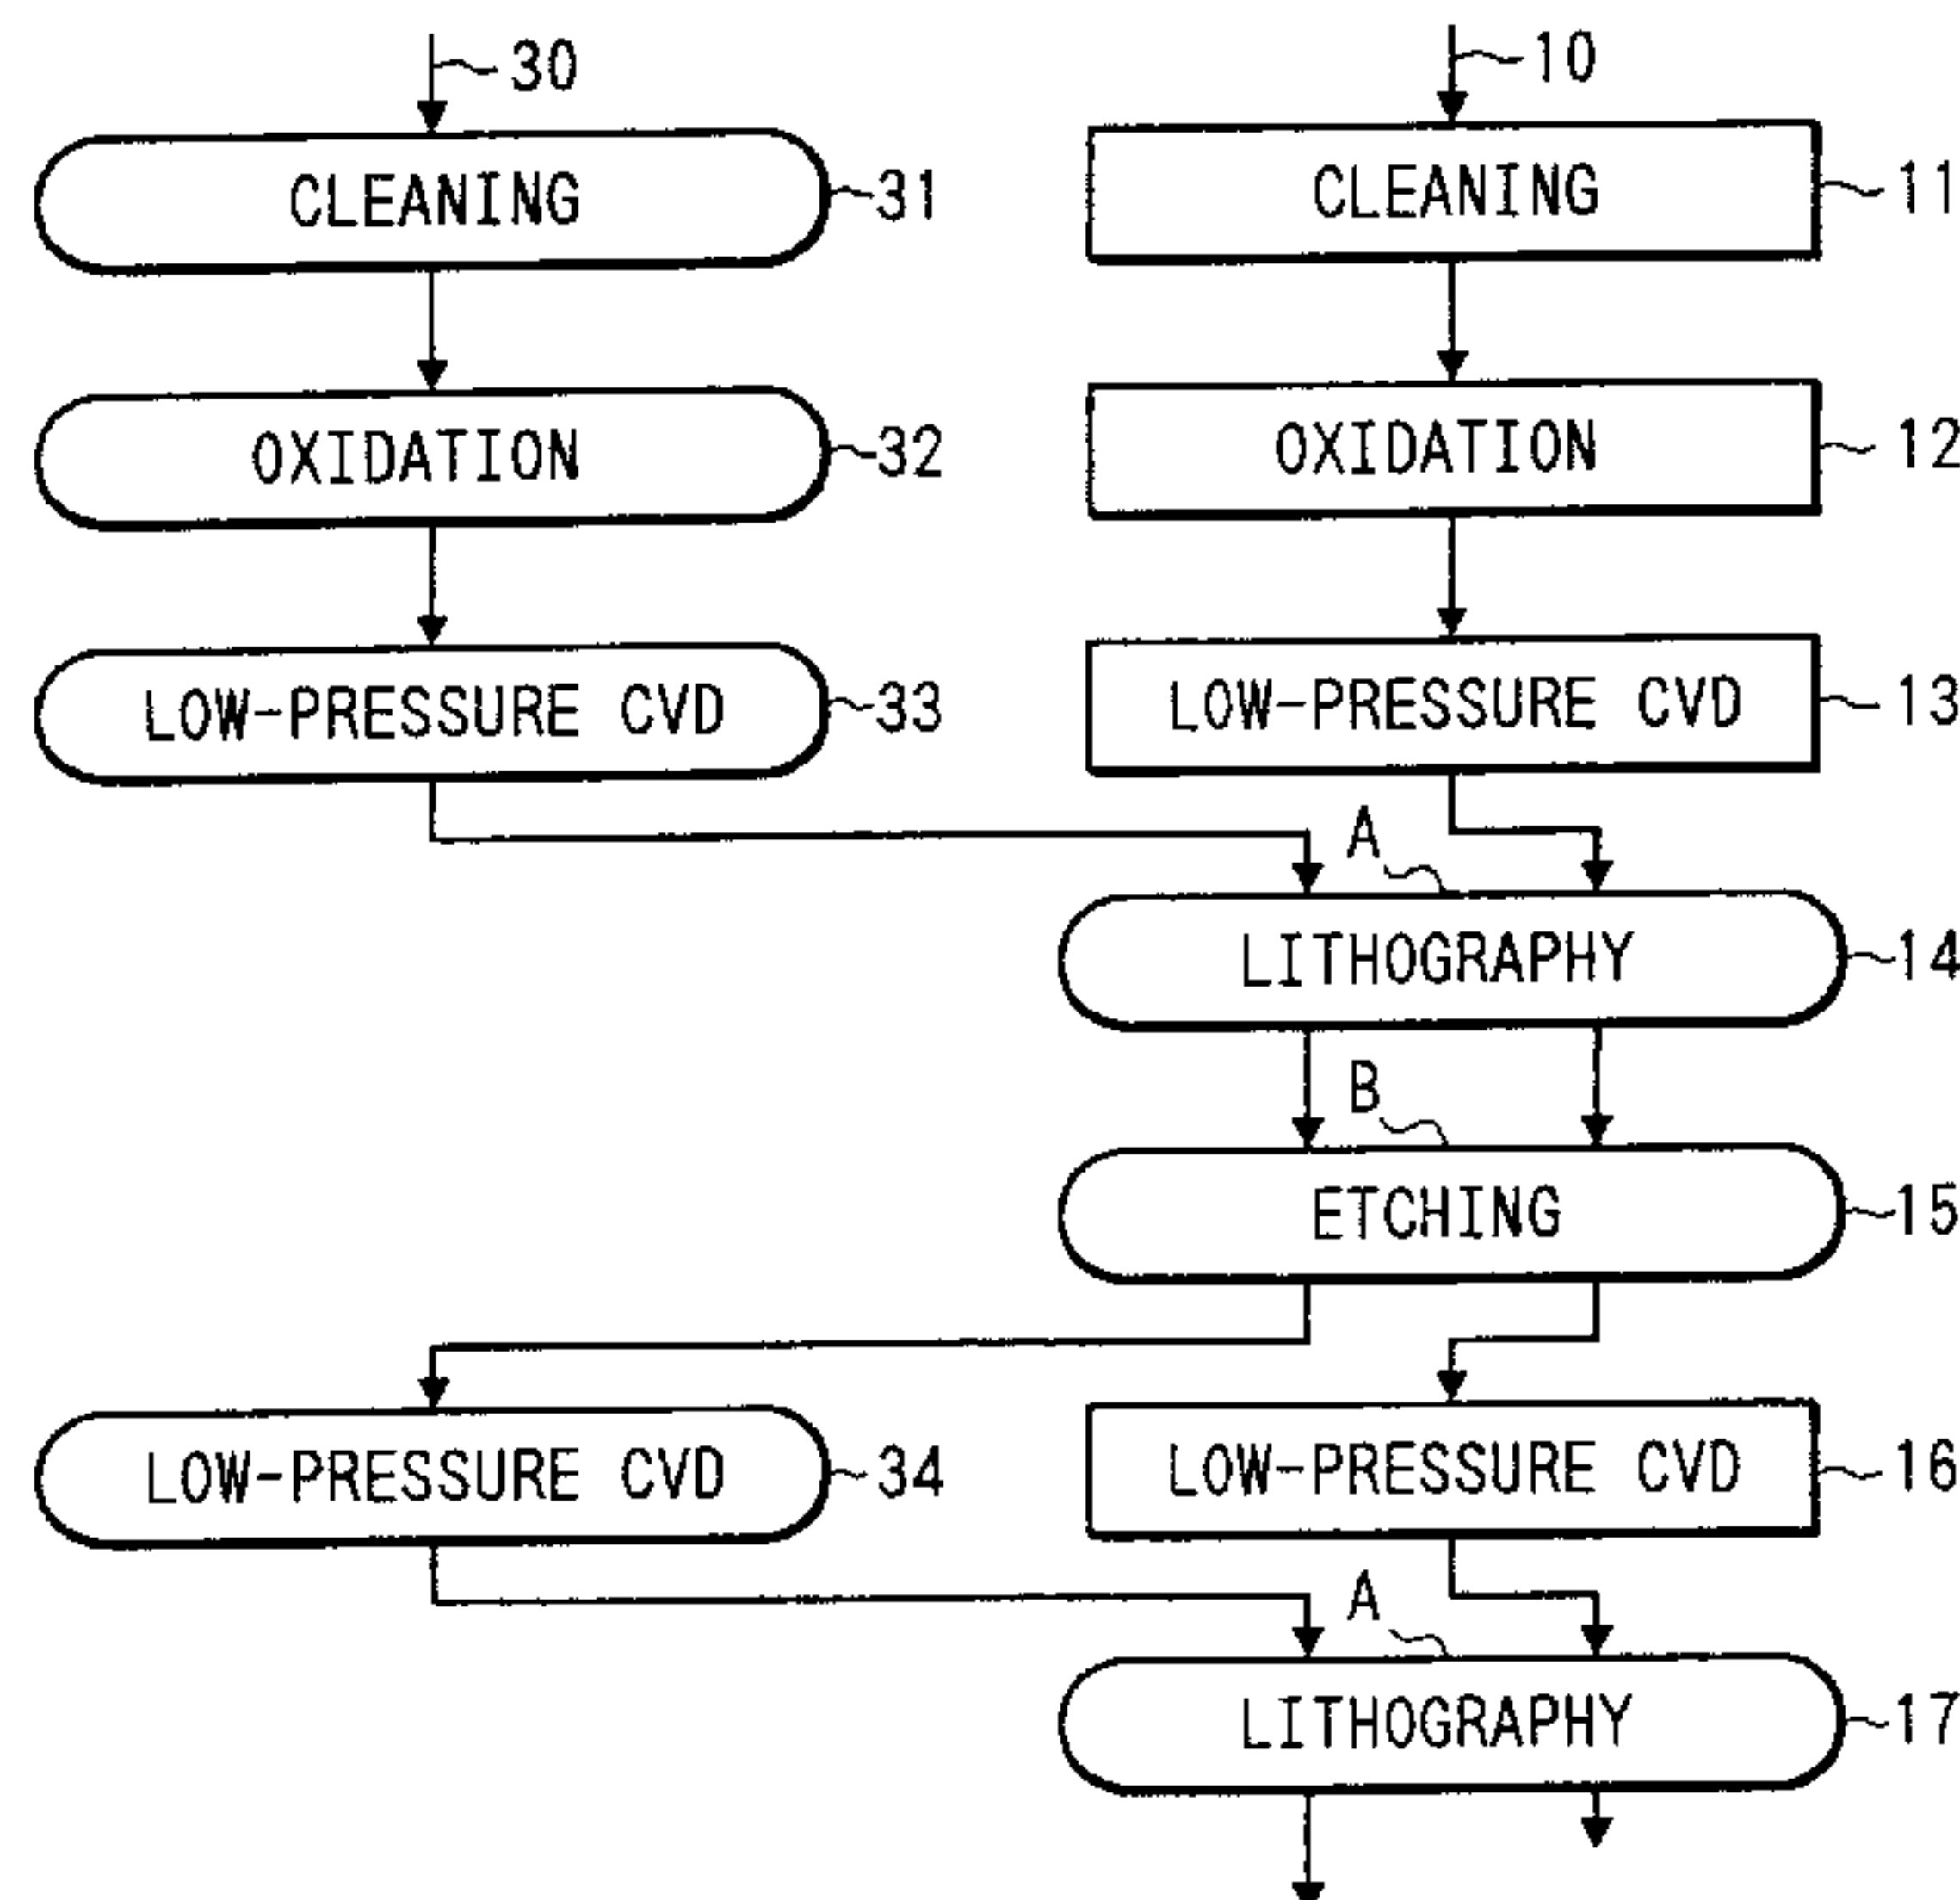 30 10
CLEANING 31 CLEANING 11
OXIDATION 32 OXIDATION 12
LOW-PRESSURE CVD 33 LOW-PRESSURE CVD 13
A
LITHOGRAPHY 14
B
ETCHING 15
LOW-PRESSURE CVD 34 LOW-PRESSURE CVD 16
A
LITHOGRAPHY 17